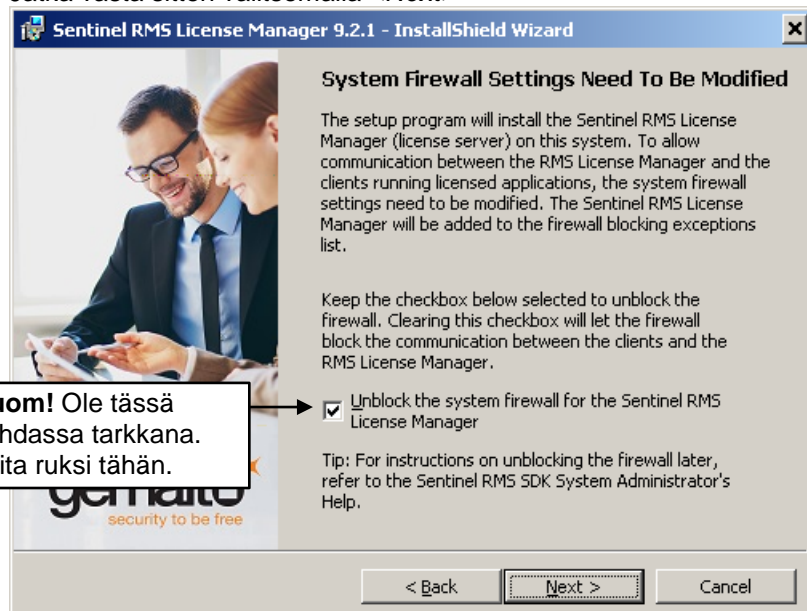 Sentinel RMS License Manager 9.2.1 - InstallShield Wizard
System Firewall Settings Need To Be Modified
The setup program will install the Sentinel RMS License
Manager (license server) on this system. To allow
communication between the RMS License Manager and the
clients running licensed applications, the system firewall
settings need to be modified. The Sentinel RMS License
Manager will be added to the firewall blocking exceptions
list.
Keep the checkbox below selected to unblock the
firewall. Clearing this checkbox will let the firewall
block the communication between the clients and the
RMS License Manager.
uom! Ole tässä
hdassa tarkkana.
ita ruksi tähän.
Unblock the system firewall for the Sentinel RMS
License Manager
Tip: For instructions on unblocking the firewall later,
refer to the Sentinel RMS SDK System Administrator's
Help.
gemalto
security to be free
< Back
Next >
Cancel